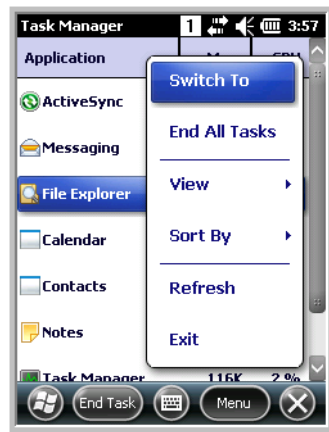 Task Manager 1 3:57
Application
Switch To
ActiveSync
End All Tasks
Messaging
View
File Explorer
Sort By
Calendar
Refresh
Contacts
Exit
Notes
Task Manager 116K 2 %
End Task Menu